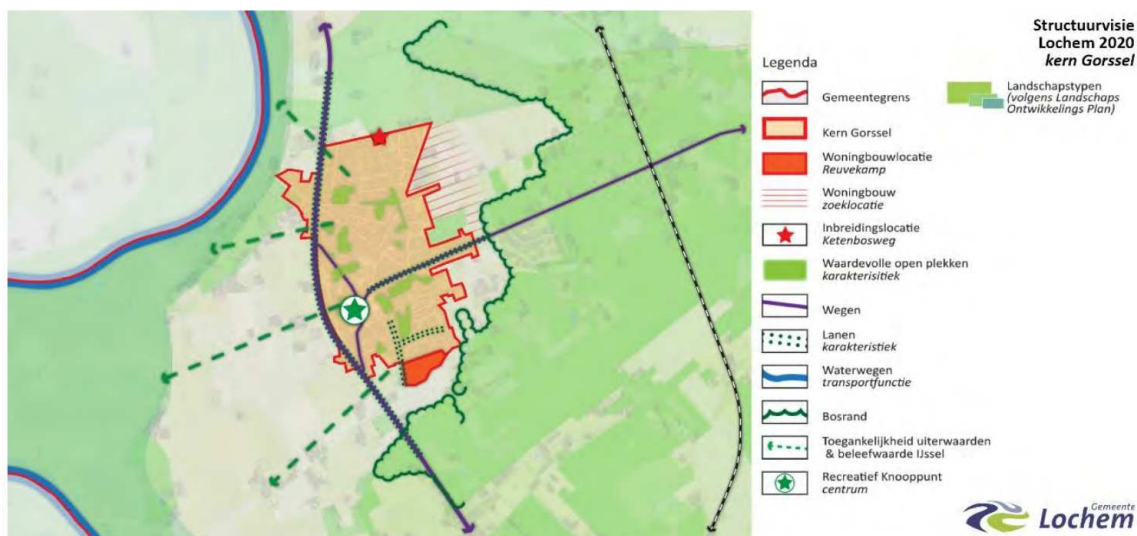 Structuurvisie
Lochem 2020
kern Gorssel
Legenda
Gemeentegrens
Kern Gorssel
Woningbouwlocatie
Reuvekamp
Woningbouw
zoeklocatie
Inbreidingslocatie
Ketenbosweg
Waardevolle open plekken
karakterisitiek
Wegen
Lanen
karakteristiek
Waterwegen
transportfunctie
Bosrand
Toegankelijkheid uiterwaarden
& beleefwaarde IJssel
Recreatief Knooppunt
centrum
Landschapstypen
(volgens Landschaps
Ontwikkelings Plan)
Gemeente
Lochem